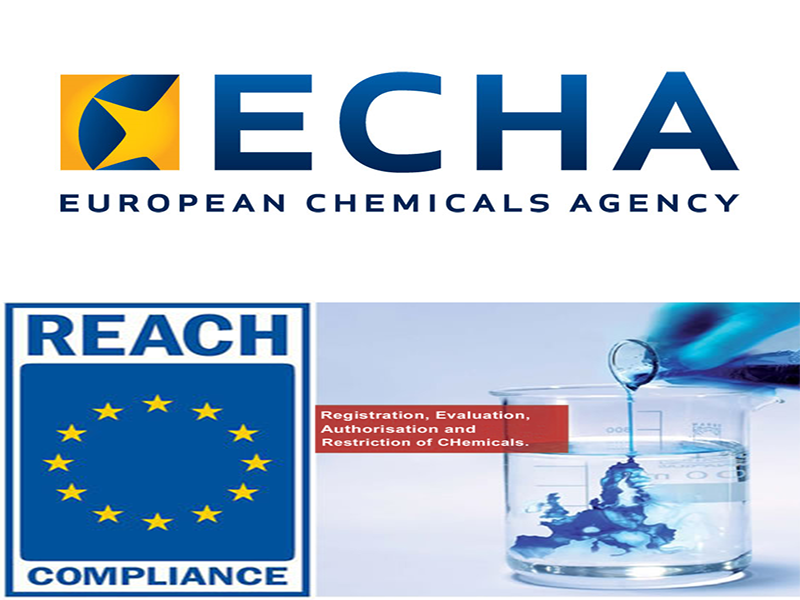 ECHA
EUROPEAN CHEMICALS AGENCY
REACH
COMPLIANCE
Registration, Evaluation,
Authorisation and
Restriction of CHemicals.